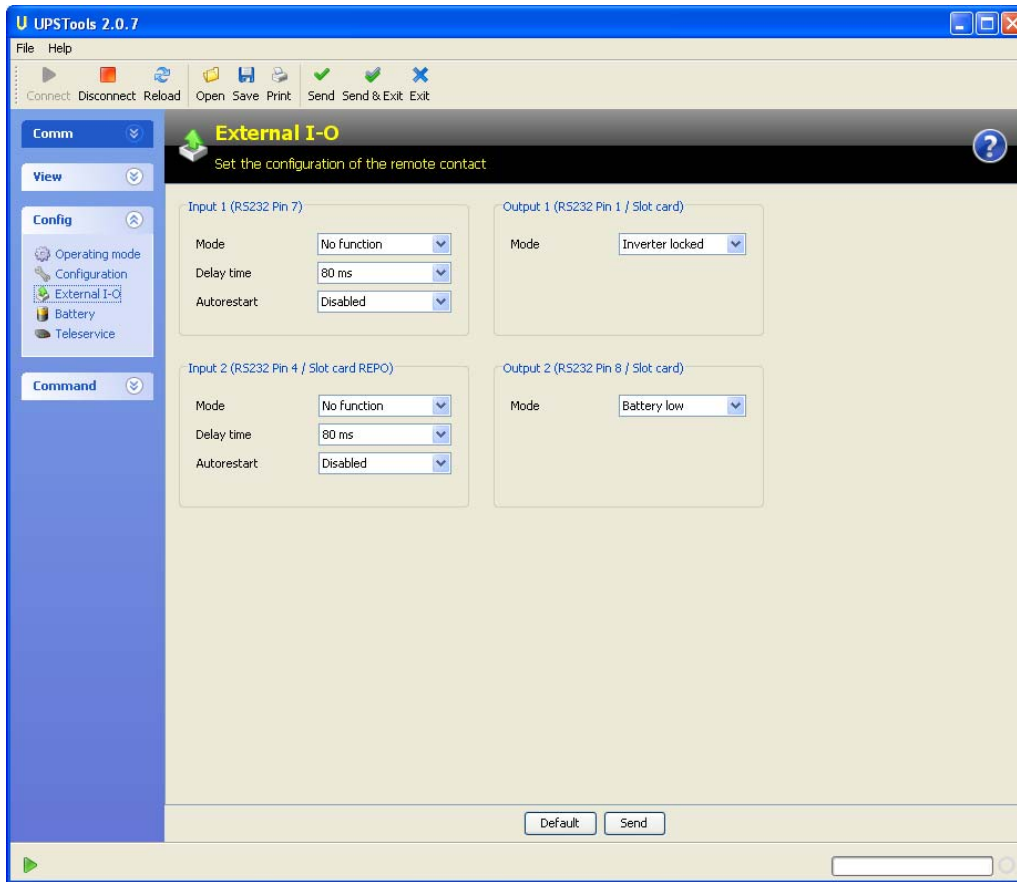 UPSTools 2.0.7
File Help
Connect Disconnect Reload Open Save Print Send Send & Exit Exit
Comm
View
Config
Operating mode
Configuration
External I-O
Battery
Teleservice
Command
External I-O
Set the configuration of the remote contact
?
Input 1 (RS232 Pin 7)
Mode No function
Delay time 80 ms
Autorestart Disabled
Output 1 (RS232 Pin 1 / Slot card)
Mode Inverter locked
Input 2 (RS232 Pin 4 / Slot card REPO)
Mode No function
Delay time 80 ms
Autorestart Disabled
Output 2 (RS232 Pin 8 / Slot card)
Mode Battery low
Default Send